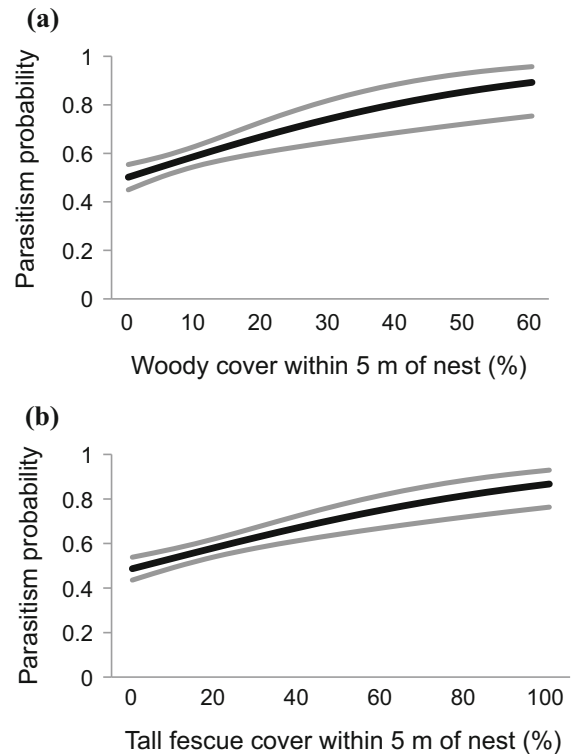 (a)
Parasitism probability
1
0.8
0.6
0.4
0.2
0
0 10 20 30 40 50 60
Woody cover within 5 m of nest (%)
(b)
Parasitism probability
1
0.8
0.6
0.4
0.2
0
0 20 40 60 80 100
Tall fescue cover within 5 m of nest (%)